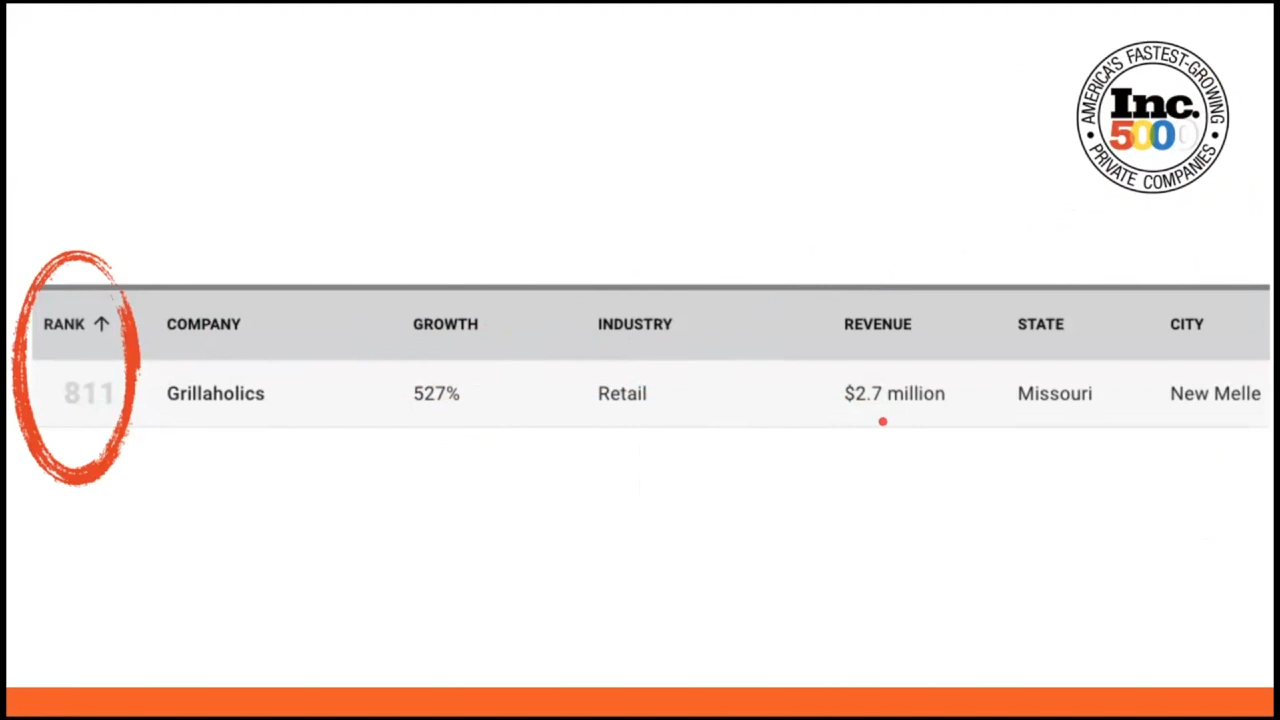 AMERICA'S FASTEST-GROWING
Inc.
5000
PRIVATE COMPANIES
RANK ↑ COMPANY GROWTH INDUSTRY REVENUE STATE CITY
811 Grillaholics 527% Retail $2.7 million Missouri New Melle